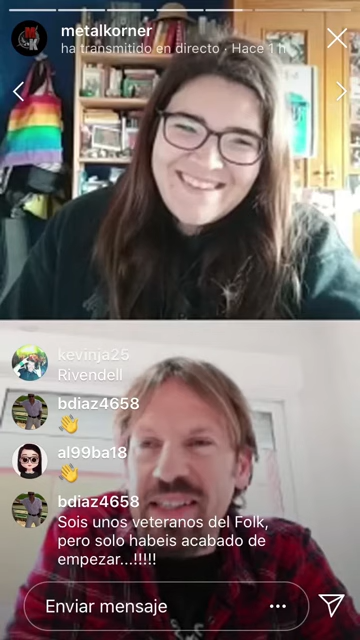 metalkorner
ha transmitido en directo · Hace 1 h
kevinja25
Rivendell
bdiaz4658
👋
al99ba18
👋
bdiaz4658
Sois unos veteranos del Folk,
pero solo habeis acabado de
empezar...!!!!!
Enviar mensaje